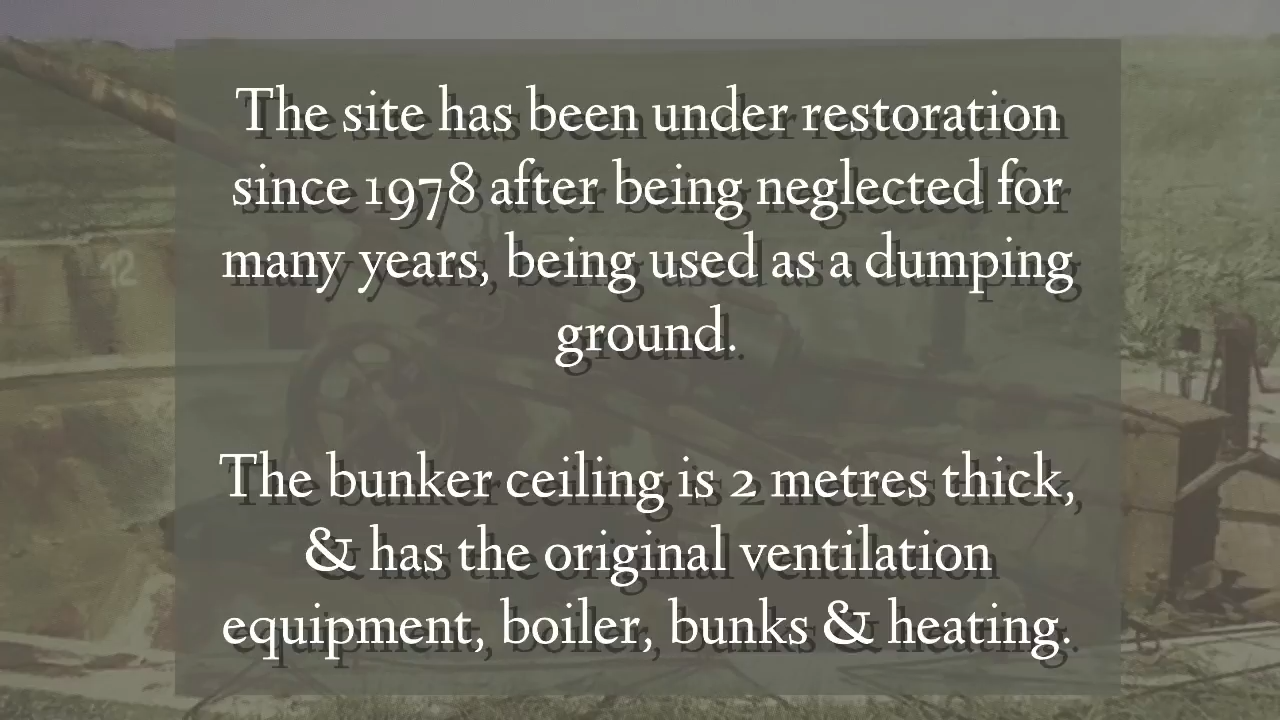 12
The site has been under restoration
since 1978 after being neglected for
many years, being used as a dumping
ground.
The bunker ceiling is 2 metres thick,
& has the original ventilation
equipment, boiler, bunks & heating.